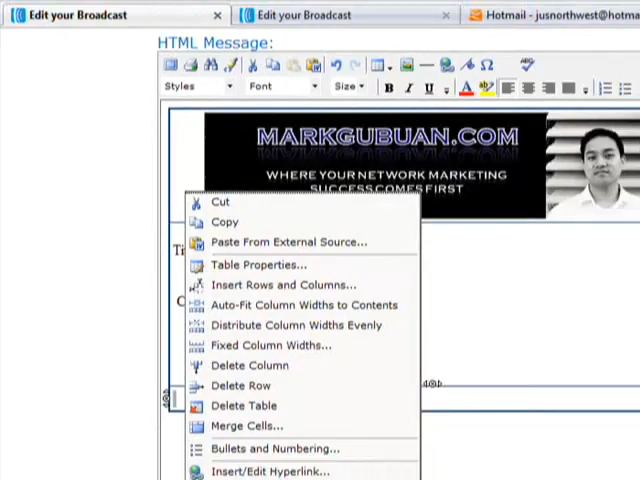 Edit your Broadcast
Edit your Broadcast
Hotmail - jusnorthwest@hotma
HTML Message:
Styles
Font
Size
B I U
MARKGUBUAN.COM
WHERE YOUR NETWORK MARKETING
SUCCESS COMES FIRST
Cut
Copy
Paste From External Source...
Ti
Table Properties...
Insert Rows and Columns...
Auto-Fit Column Widths to Contents
Distribute Column Widths Evenly
Fixed Column Widths...
Delete Column
Delete Row
Delete Table
Merge Cells...
Bullets and Numbering...
Insert/Edit Hyperlink...